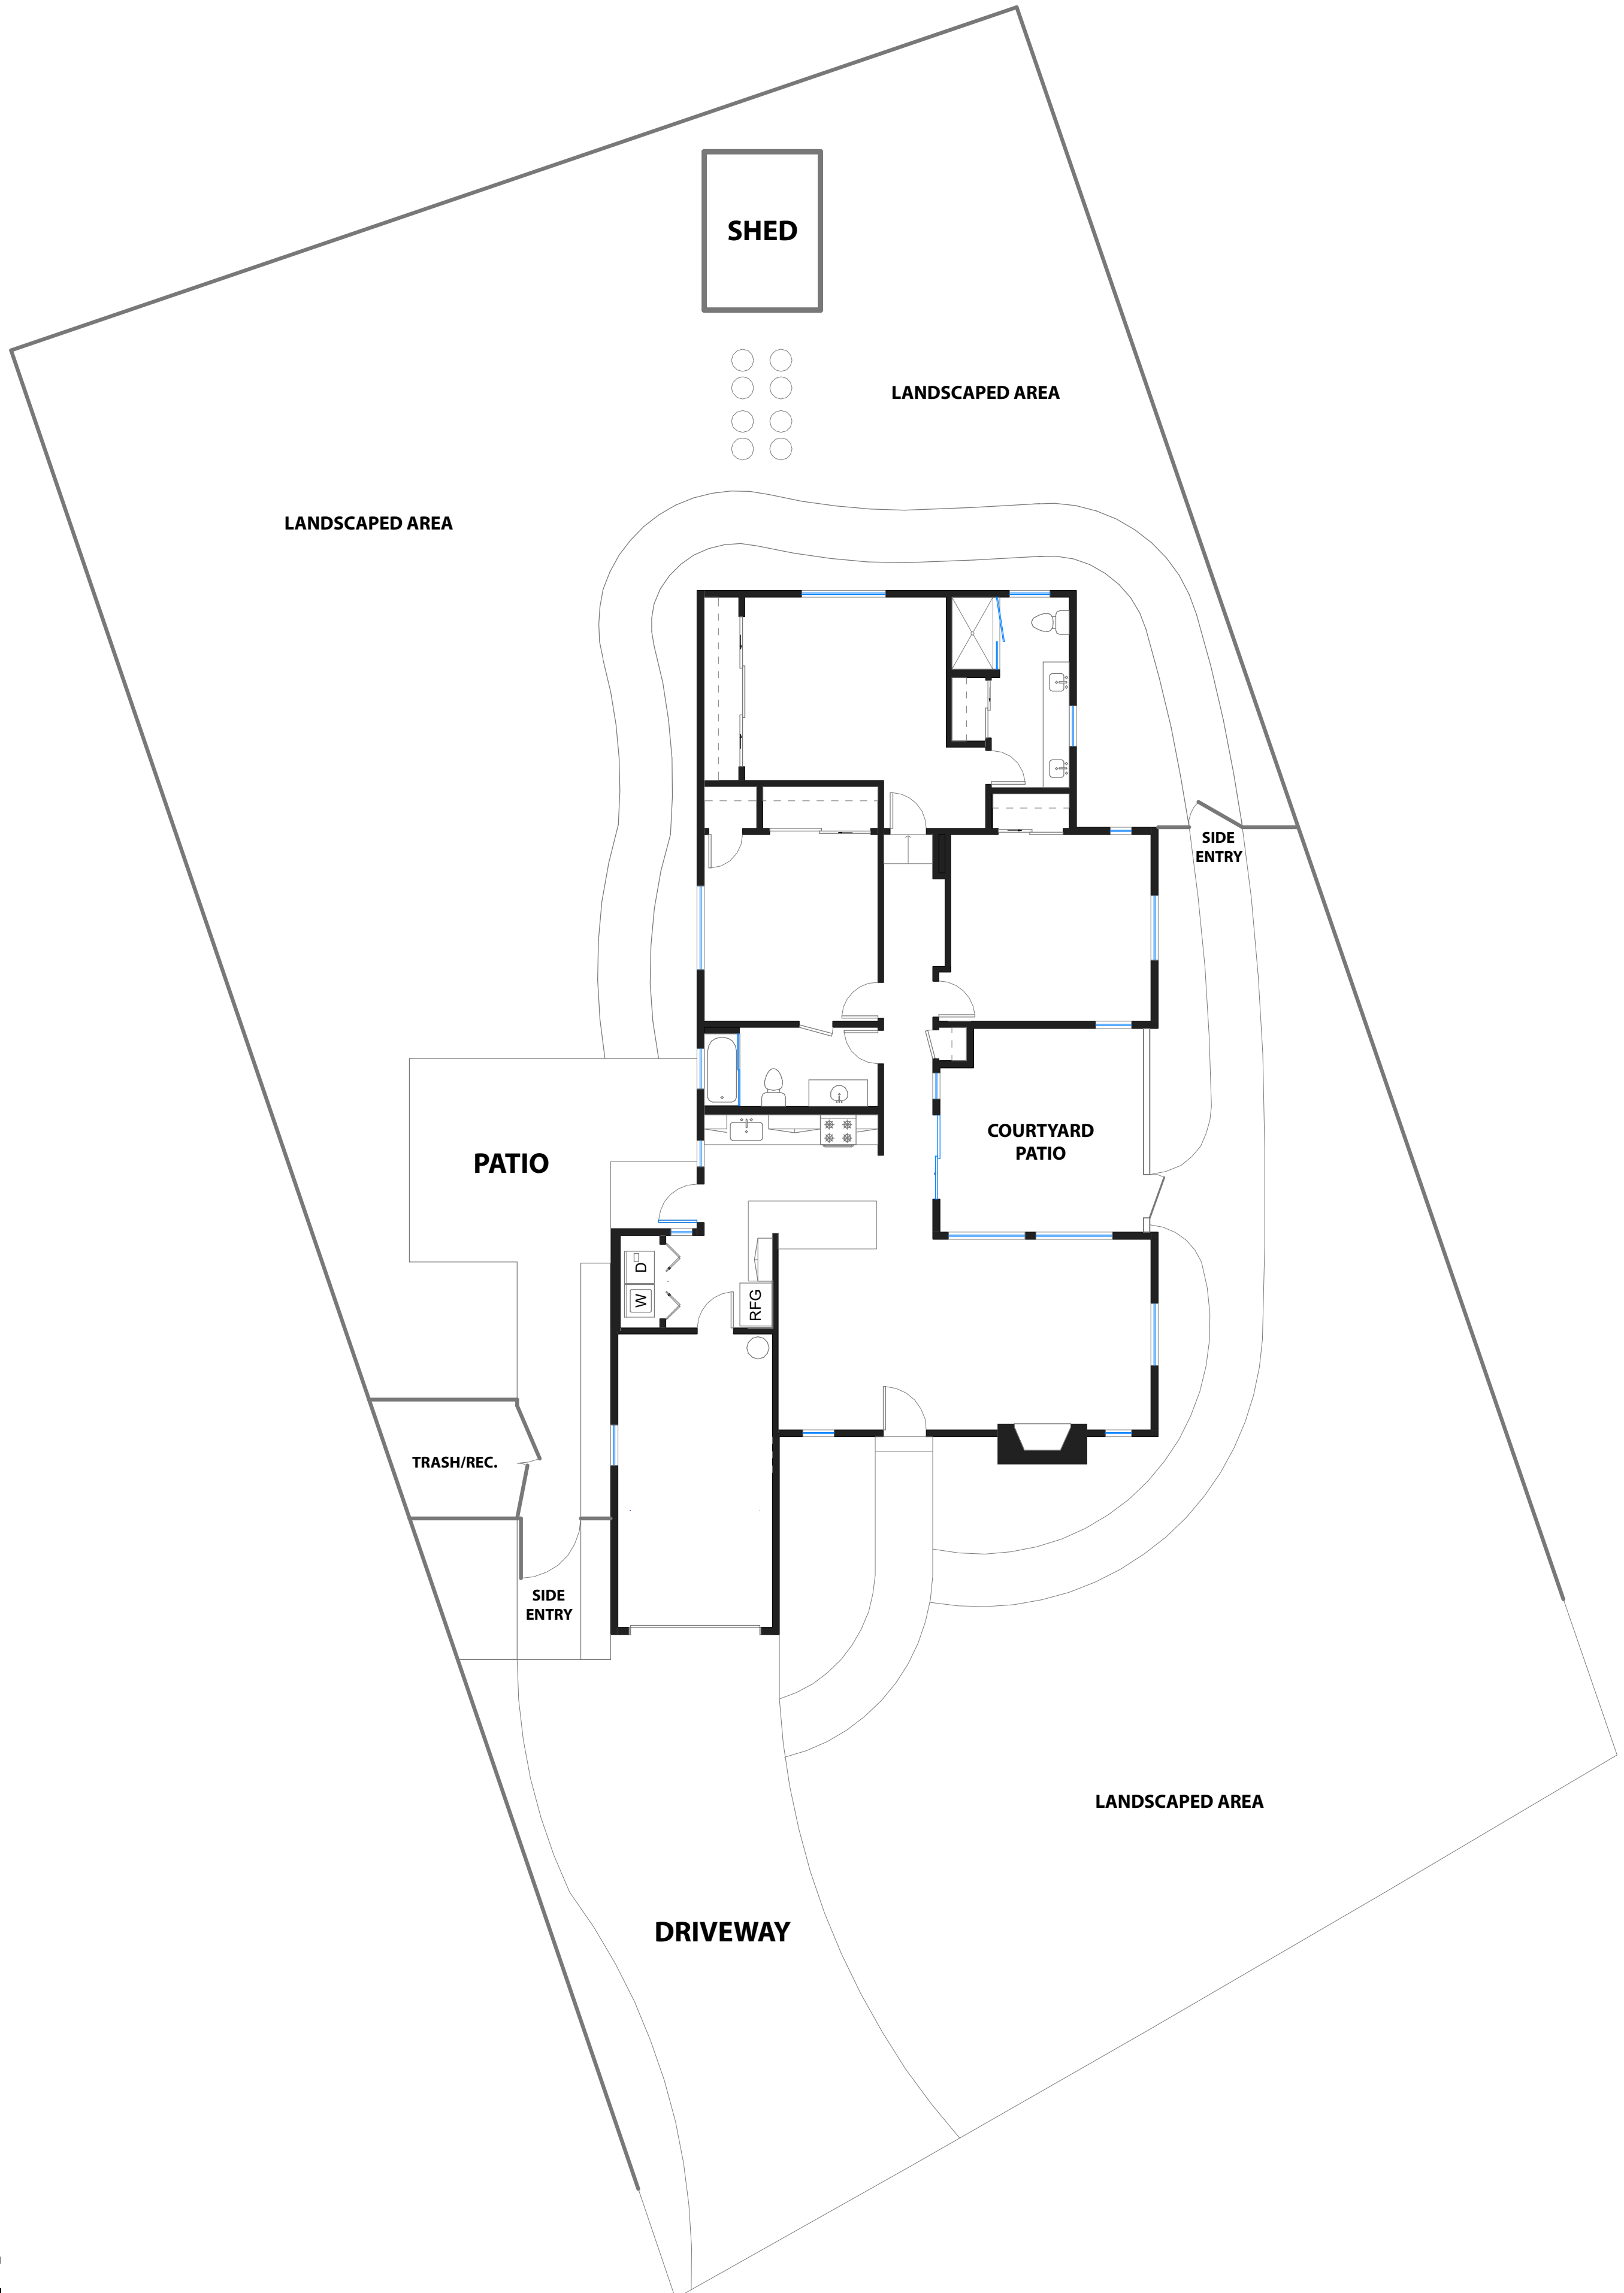 SHED
LANDSCAPED AREA
LANDSCAPED AREA
SIDE
ENTRY
COURTYARD
PATIO
PATIO
D
W
RFG
TRASH/REC.
SIDE
ENTRY
LANDSCAPED AREA
DRIVEWAY